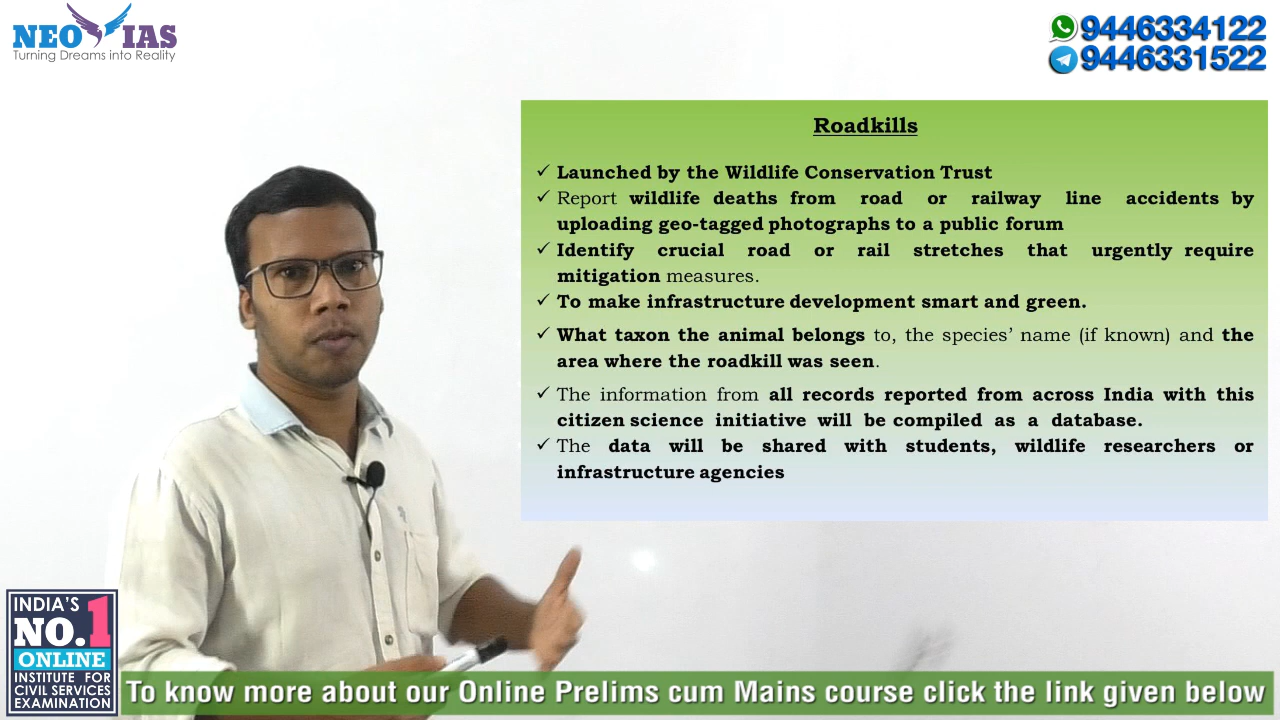 NEO IAS
Turning Dreams into Reality
9446334122
9446331522
Roadkills
✓ Launched by the Wildlife Conservation Trust
✓ Report wildlife deaths from road or railway line accidents by
uploading geo-tagged photographs to a public forum
✓ Identify crucial road or rail stretches that urgently require
mitigation measures.
✓ To make infrastructure development smart and green.
✓ What taxon the animal belongs to, the species’ name (if known) and the
area where the roadkill was seen.
✓ The information from all records reported from across India with this
citizen science initiative will be compiled as a database.
✓ The data will be shared with students, wildlife researchers or
infrastructure agencies
INDIA'S
NO.1
ONLINE
INSTITUTE FOR
CIVIL SERVICES
EXAMINATION
To know more about our Online Prelims cum Mains course click the link given below